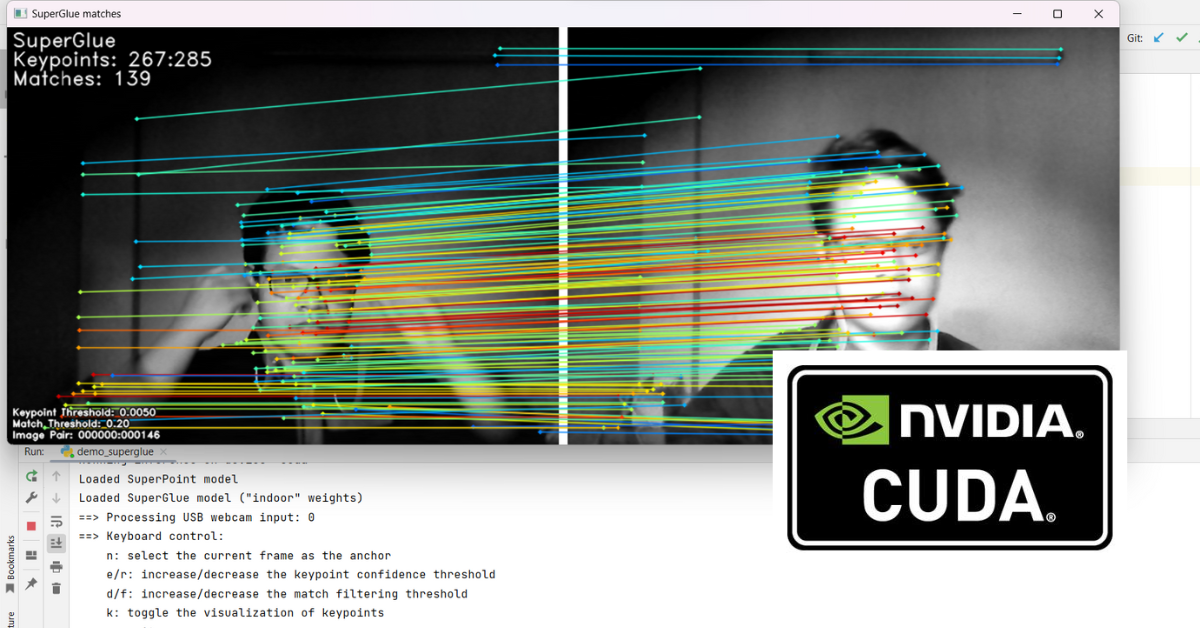 SuperGlue matches
Git:
SuperGlue
Keypoints: 267:285
Matches: 139
Keypoint Threshold: 0.0050
Match Threshold: 0.20
Image Pair: 000000:000146
NVIDIA®
CUDA®
Run: demo_superglue
Loaded SuperPoint model
Loaded SuperGlue model ("indoor" weights)
==> Processing USB webcam input: 0
==> Keyboard control:
n: select the current frame as the anchor
e/r: increase/decrease the keypoint confidence threshold
d/f: increase/decrease the match filtering threshold
k: toggle the visualization of keypoints
Bookmarks